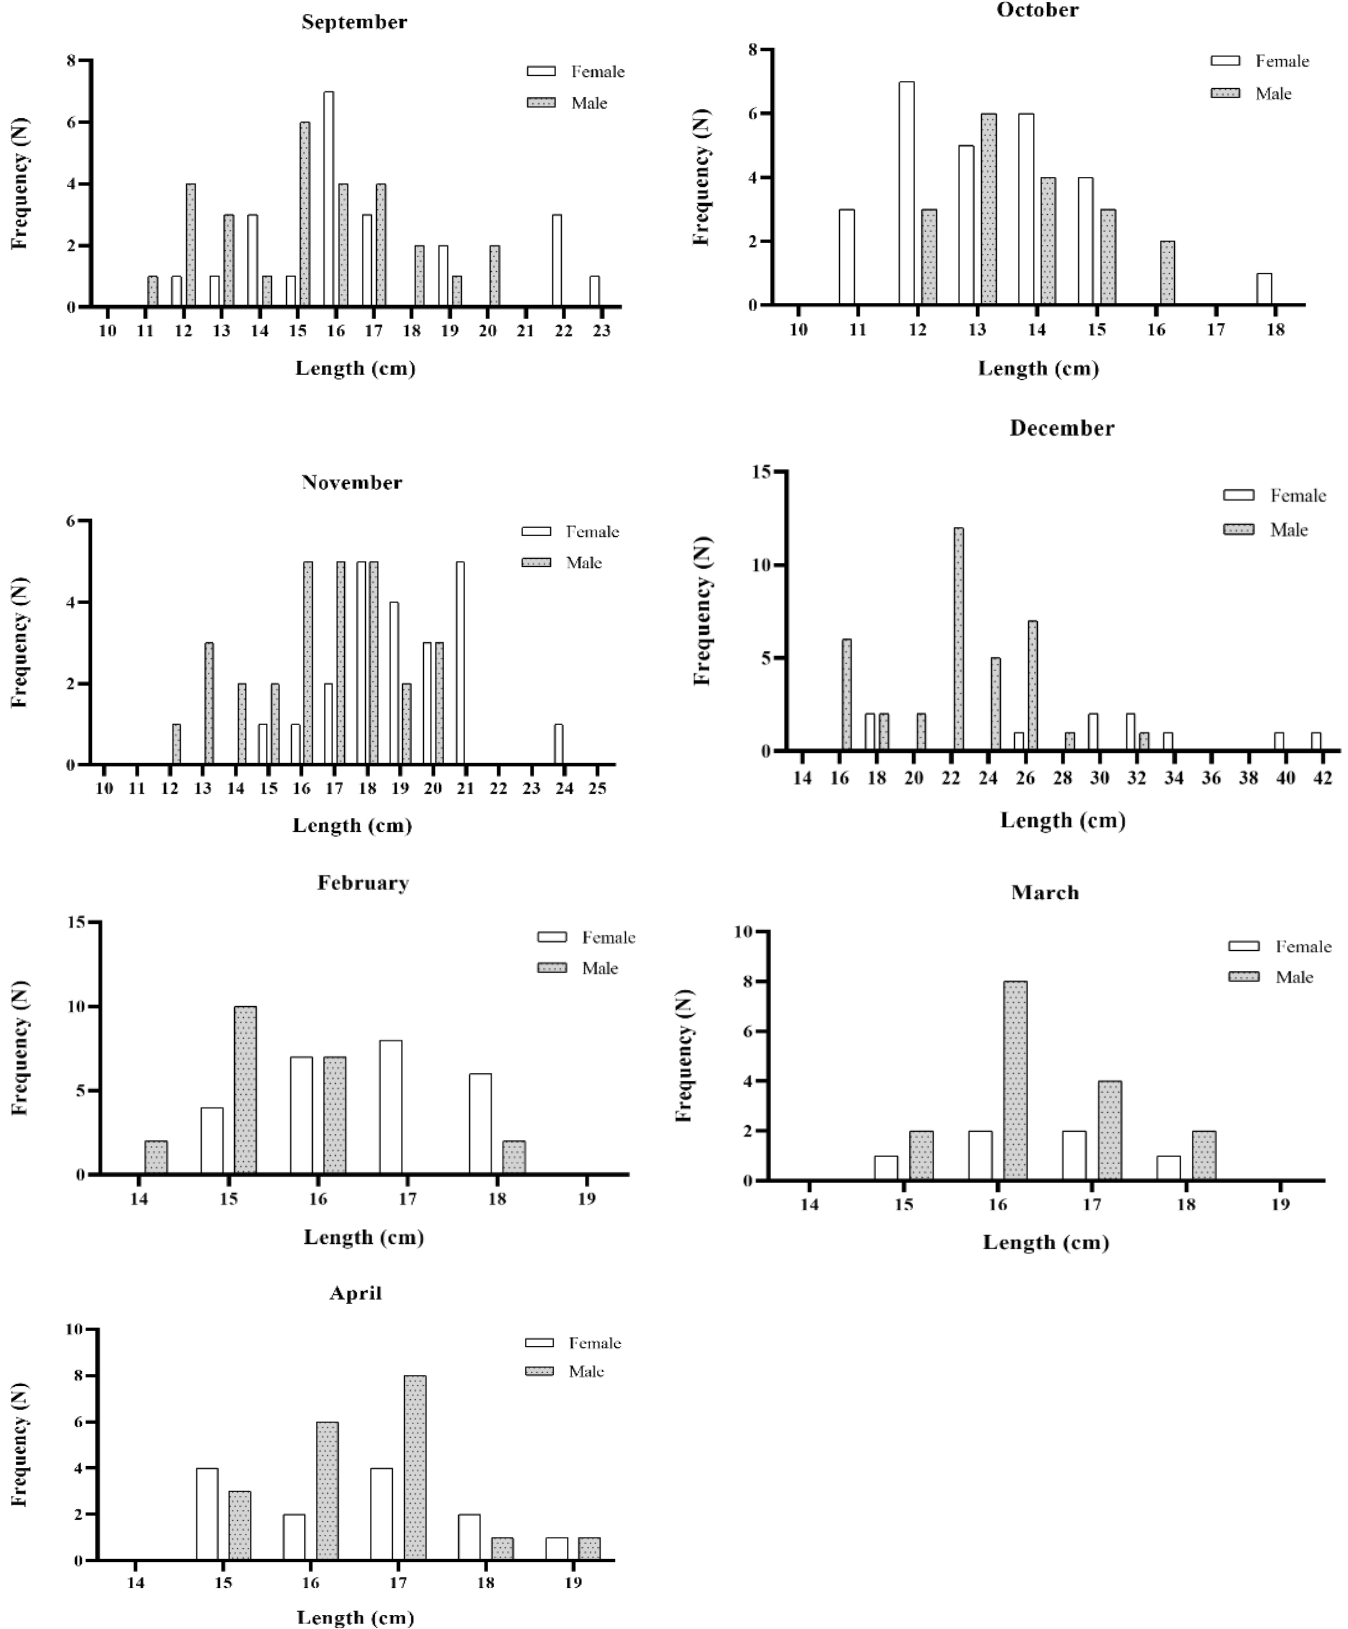 September
Frequency (N)
8
6
4
2
0
Female
Male
10 11 12 13 14 15 16 17 18 19 20 21 22 23
Length (cm)
October
Frequency (N)
8
6
4
2
0
Female
Male
10 11 12 13 14 15 16 17 18
Length (cm)
November
Frequency (N)
6
4
2
0
Female
Male
10 11 12 13 14 15 16 17 18 19 20 21 22 23 24 25
Length (cm)
December
Frequency (N)
15
10
5
0
Female
Male
14 16 18 20 22 24 26 28 30 32 34 36 38 40 42
Length (cm)
February
Frequency (N)
15
10
5
0
Female
Male
14 15 16 17 18 19
Length (cm)
March
Frequency (N)
10
8
6
4
2
0
Female
Male
14 15 16 17 18 19
Length (cm)
April
Frequency (N)
10
8
6
4
2
0
Female
Male
14 15 16 17 18 19
Length (cm)